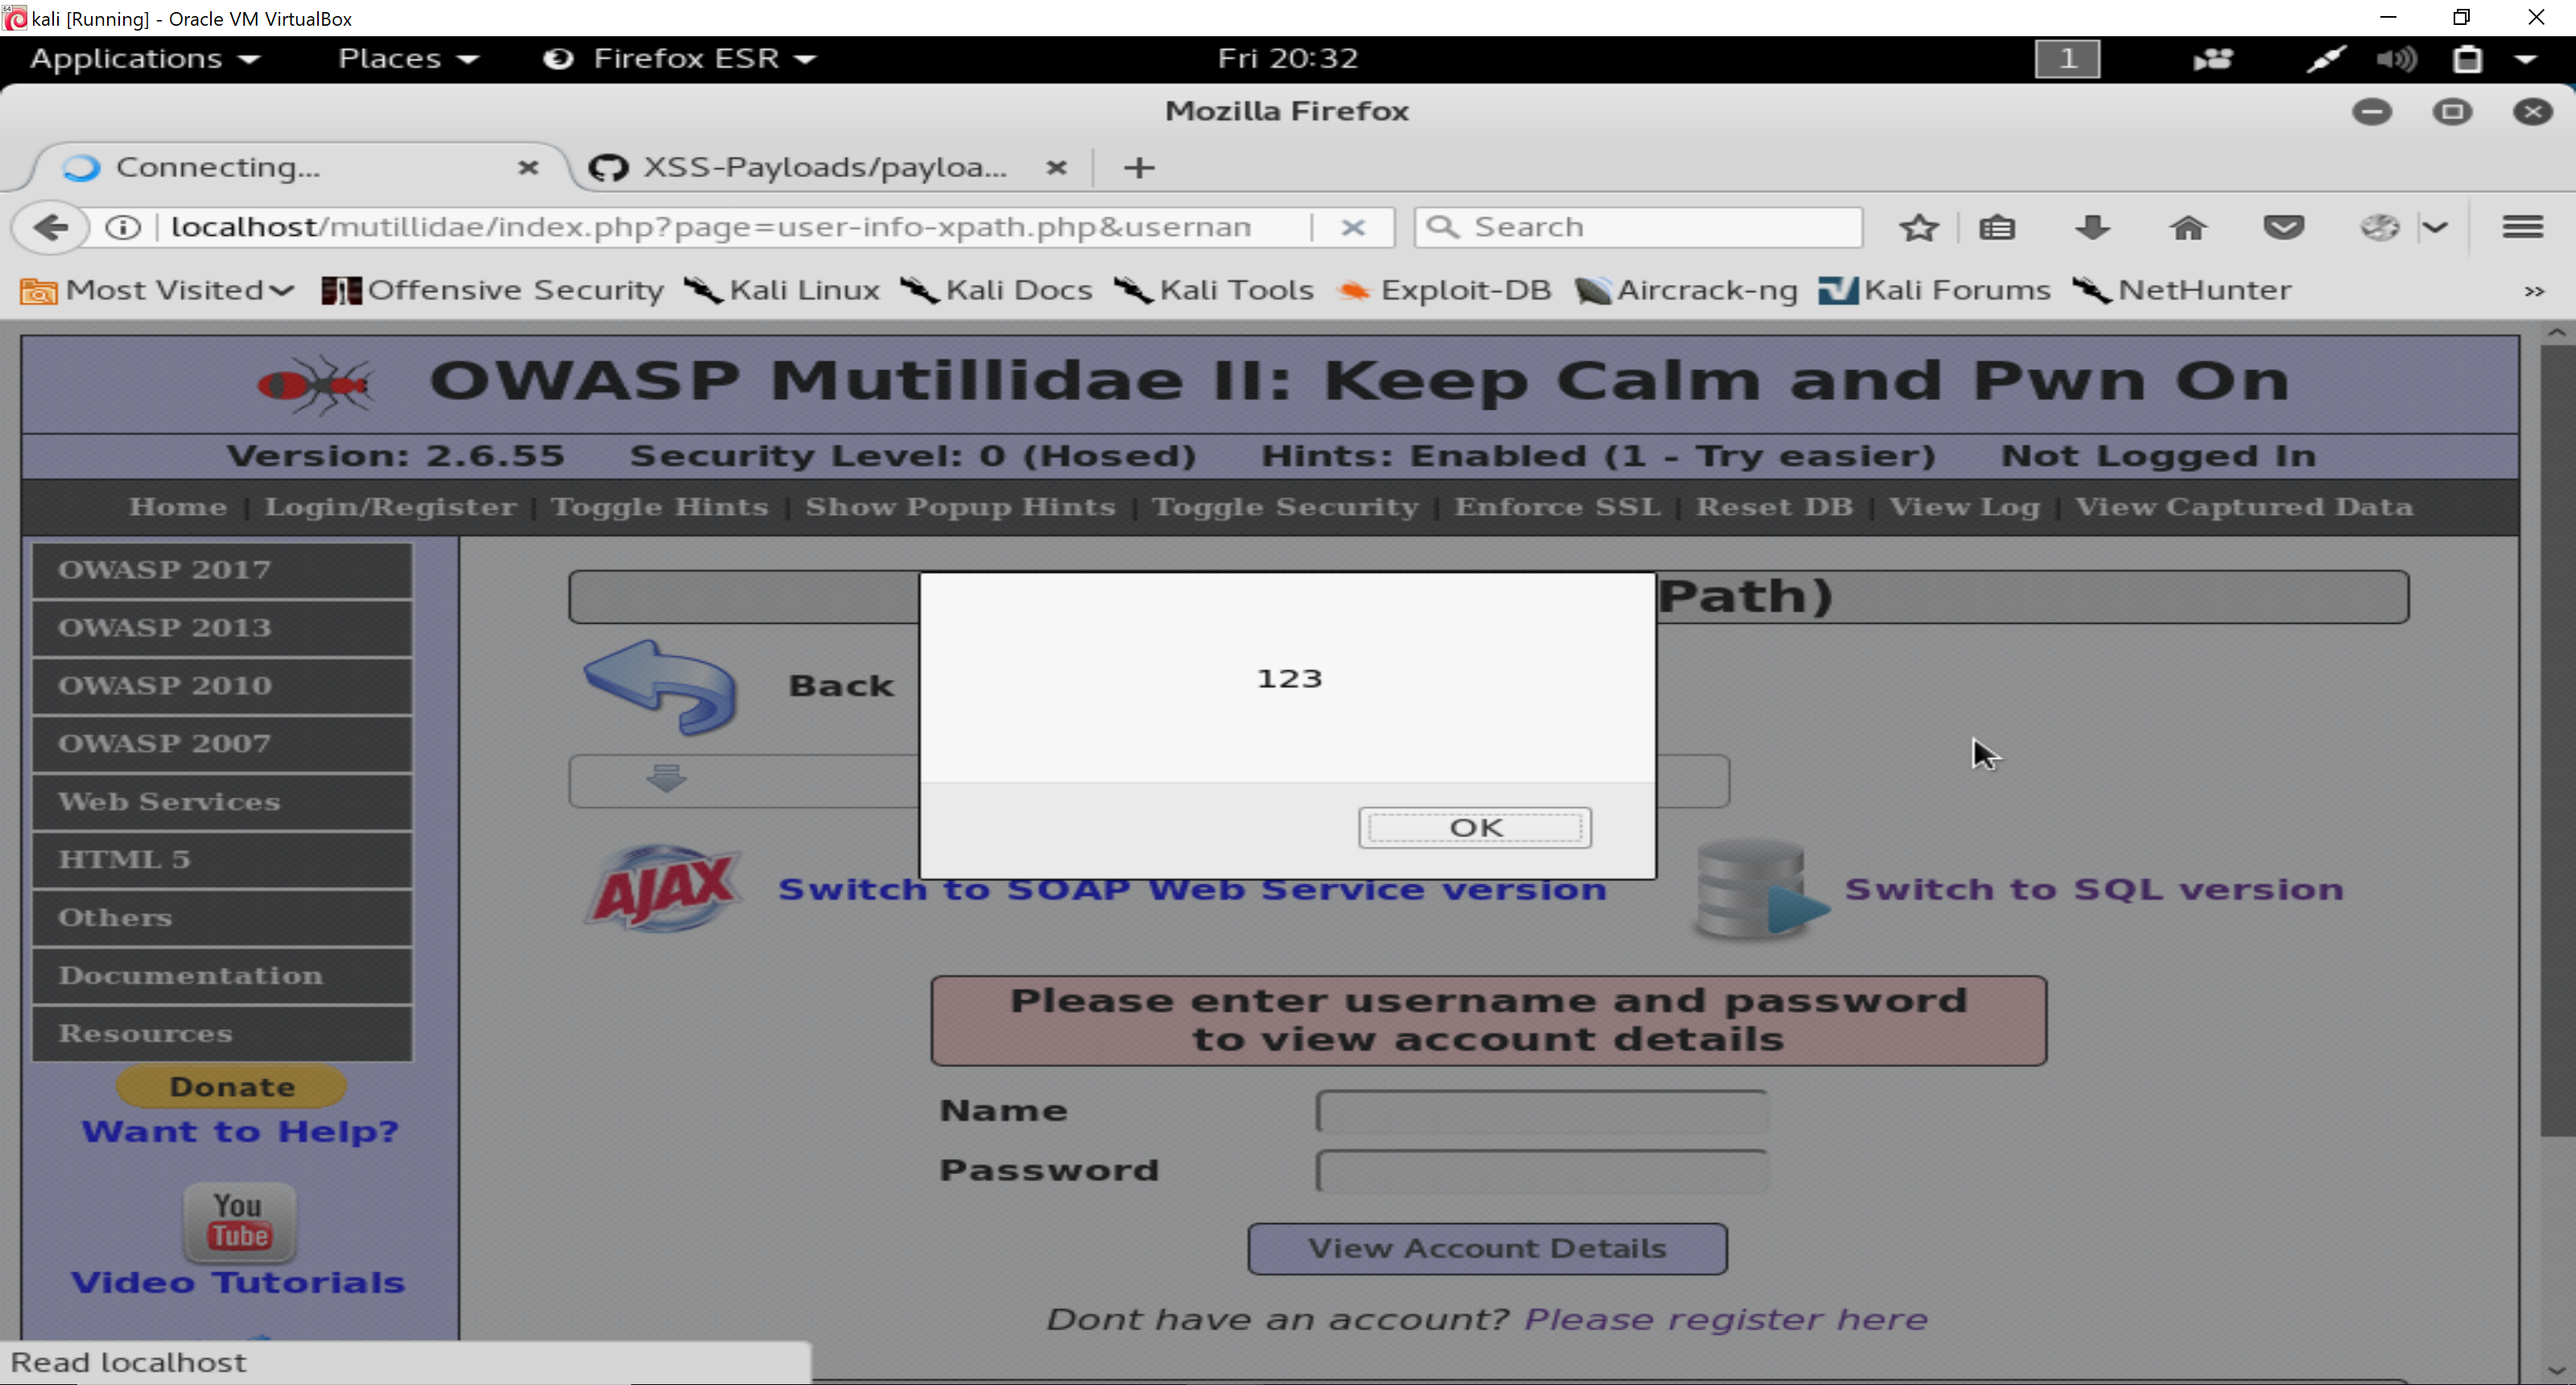 kali [Running] - Oracle VM VirtualBox
Applications Places Firefox ESR Fri 20:32 1
Mozilla Firefox
Connecting... XSS-Payloads/payloa...
localhost/mutillidae/index.php?page=user-info-xpath.php&usernan Search
Most Visited Offensive Security Kali Linux Kali Docs Kali Tools Exploit-DB Aircrack-ng Kali Forums NetHunter »
OWASP Mutillidae II: Keep Calm and Pwn On
Version: 2.6.55 Security Level: 0 (Hosed) Hints: Enabled (1 - Try easier) Not Logged In
Home | Login/Register | Toggle Hints | Show Popup Hints | Toggle Security | Enforce SSL | Reset DB | View Log | View Captured Data
OWASP 2017
OWASP 2013
OWASP 2010
OWASP 2007
Web Services
HTML 5
Others
Documentation
Resources
Donate
Want to Help?
You
Tube
Video Tutorials
Path)
Back
123
OK
AJAX Switch to SOAP Web Service version Switch to SQL version
Please enter username and password
to view account details
Name
Password
View Account Details
Dont have an account? Please register here
Read localhost